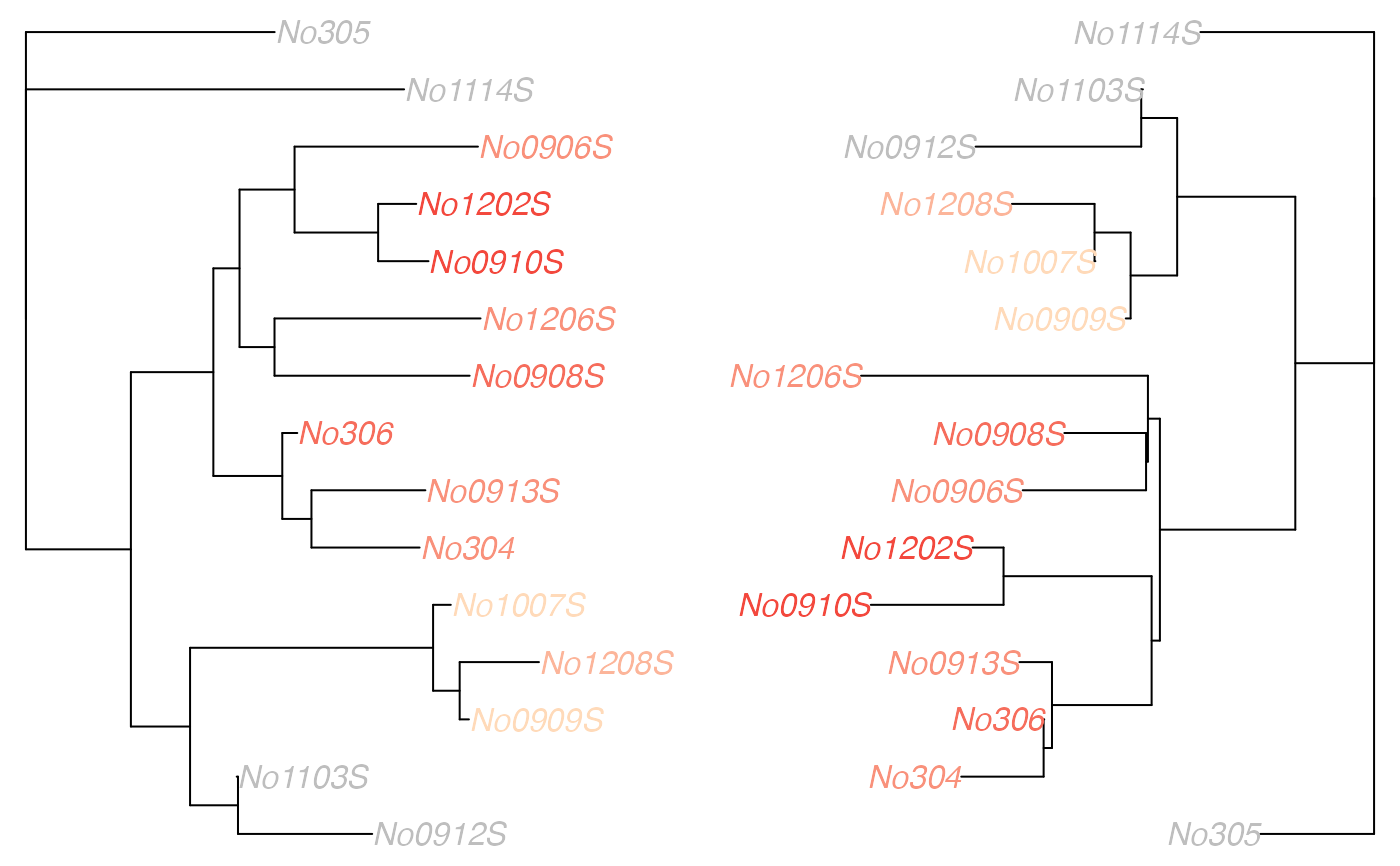 No305 No1114S
No1114S No1103S
No0906S No0912S
No1202S No1208S
No0910S No1007S
No1206S No0909S
No0908S No1206S
No306 No0908S
No0913S No0906S
No304 No1202S
No1007S No0910S
No1208S No0913S
No0909S No306
No1103S No304
No0912S No305